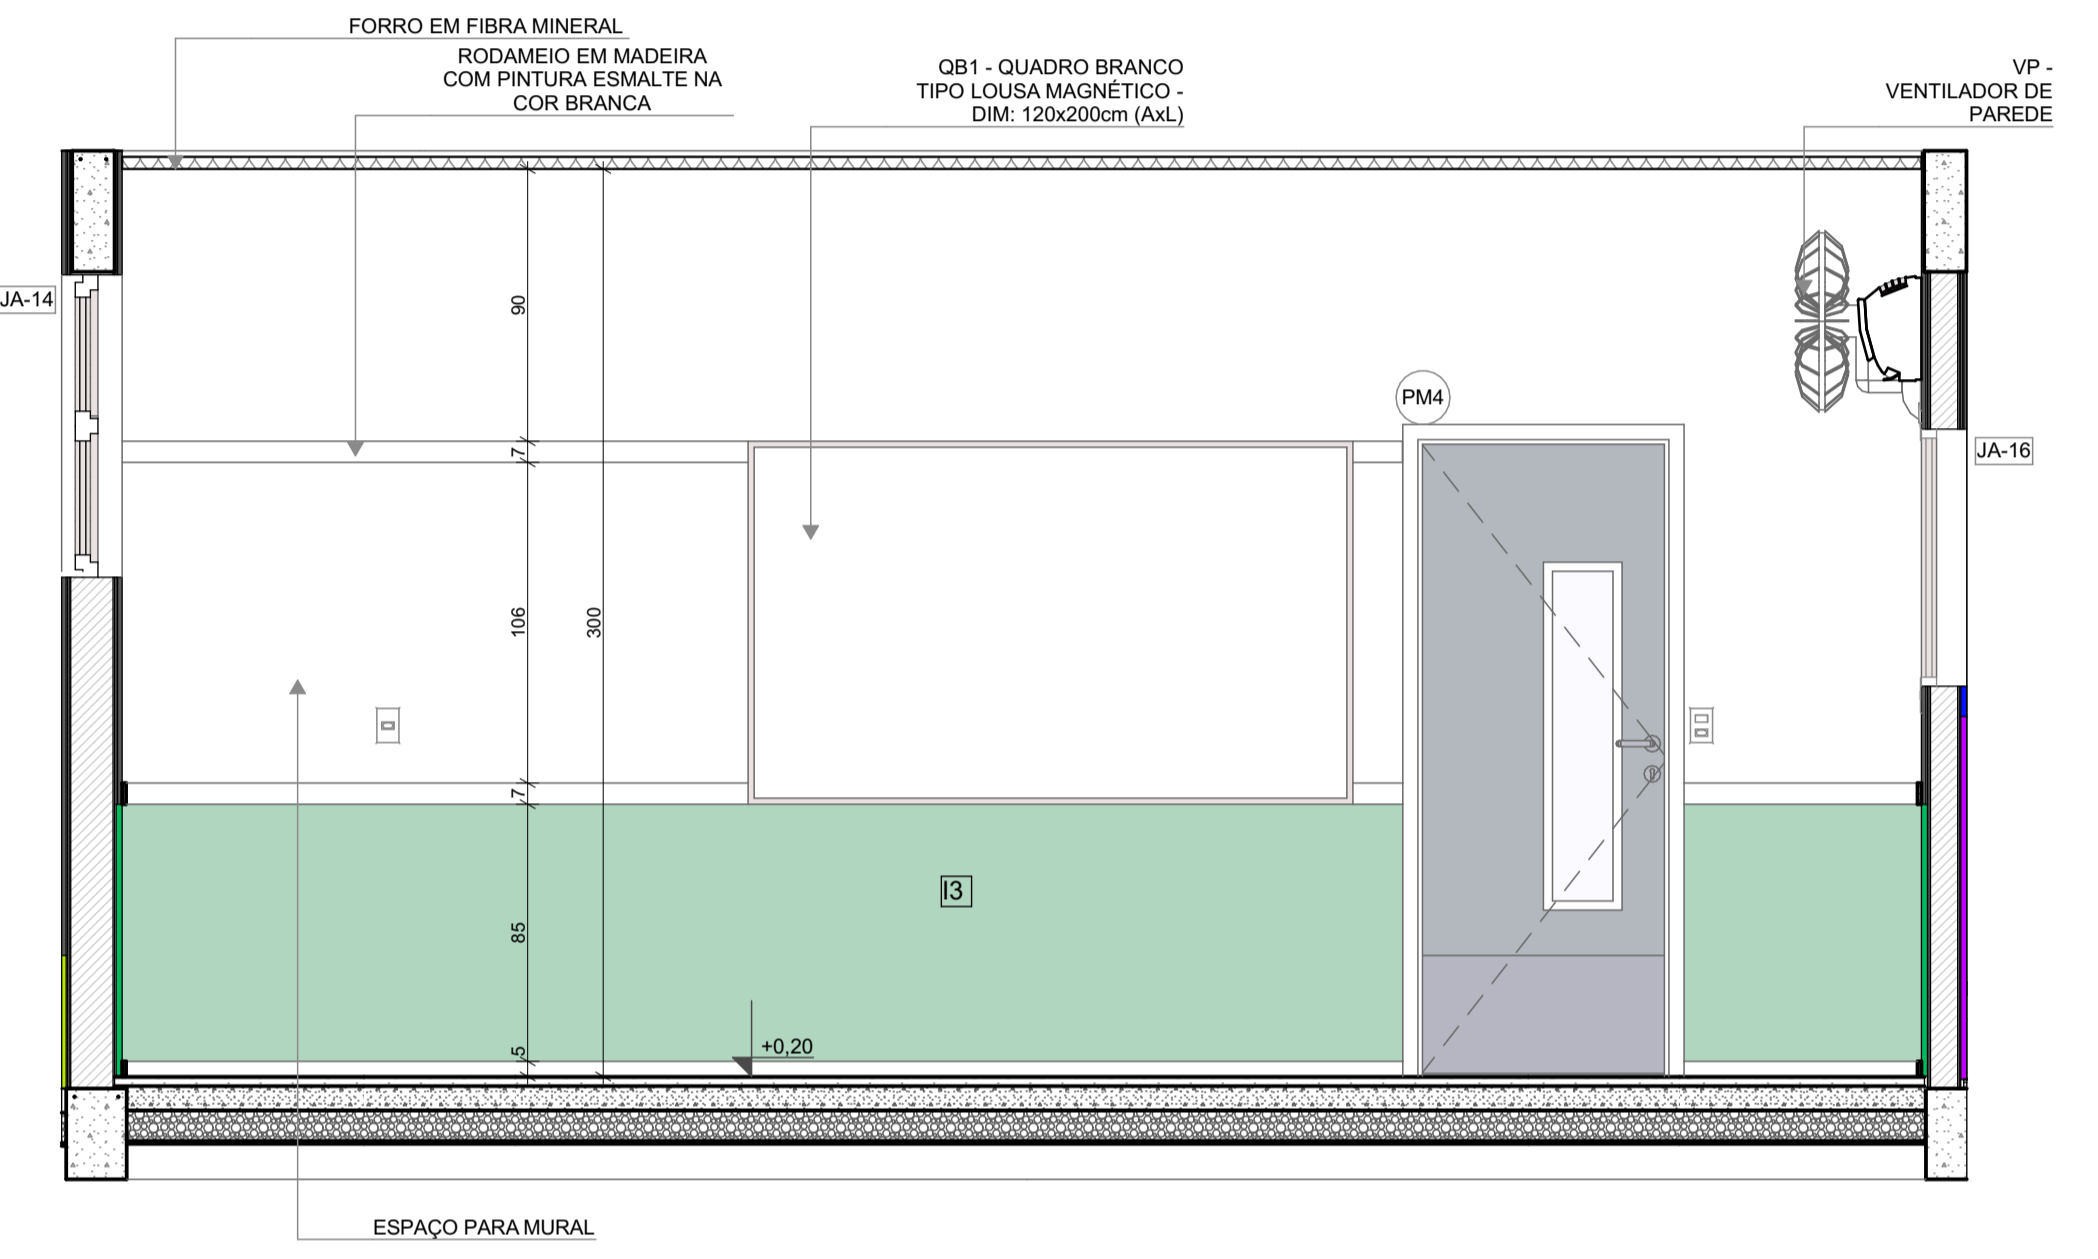 FORRO EM FIBRA MINERAL
RODAMEIO EM MADEIRA
COM PINTURA ESMALTE NA
COR BRANCA
QB1 - QUADRO BRANCO
TIPO LOUSA MAGNÉTICO -
DIM: 120x200cm (AxL)
VP -
VENTILADOR DE
PAREDE
JA-14
90
PM4
7
JA-16
106
300
7
I3
85
5
+0,20
ESPAÇO PARA MURAL